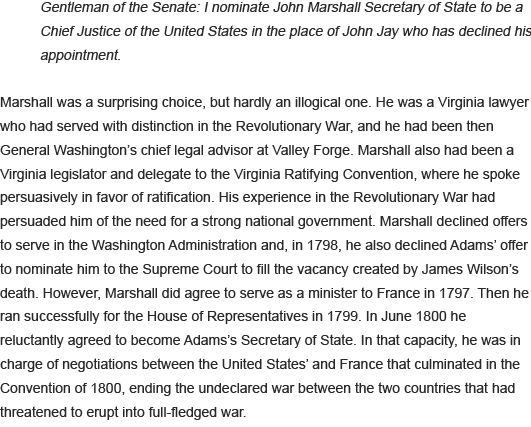 Gentleman of the Senate: I nominate John Marshall Secretary of State to be a
Chief Justice of the United States in the place of John Jay who has declined his
appointment.
Marshall was a surprising choice, but hardly an illogical one. He was a Virginia lawyer
who had served with distinction in the Revolutionary War, and he had been then
General Washington’s chief legal advisor at Valley Forge. Marshall also had been a
Virginia legislator and delegate to the Virginia Ratifying Convention, where he spoke
persuasively in favor of ratification. His experience in the Revolutionary War had
persuaded him of the need for a strong national government. Marshall declined offers
to serve in the Washington Administration and, in 1798, he also declined Adams’ offer
to nominate him to the Supreme Court to fill the vacancy created by James Wilson’s
death. However, Marshall did agree to serve as a minister to France in 1797. Then he
ran successfully for the House of Representatives in 1799. In June 1800 he
reluctantly agreed to become Adams’s Secretary of State. In that capacity, he was in
charge of negotiations between the United States’ and France that culminated in the
Convention of 1800, ending the undeclared war between the two countries that had
threatened to erupt into full-fledged war.